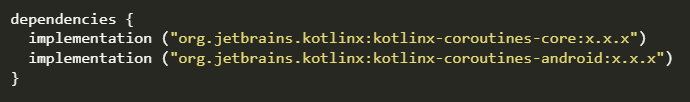 dependencies {
  implementation ("org.jetbrains.kotlinx:kotlinx-coroutines-core:x.x.x")
  implementation ("org.jetbrains.kotlinx:kotlinx-coroutines-android:x.x.x")
}